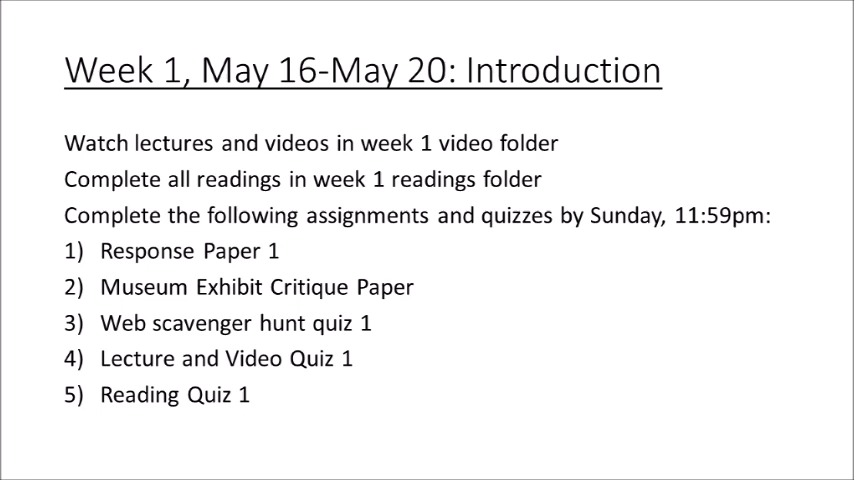 Week 1, May 16-May 20: Introduction
Watch lectures and videos in week 1 video folder
Complete all readings in week 1 readings folder
Complete the following assignments and quizzes by Sunday, 11:59pm:
1) Response Paper 1
2) Museum Exhibit Critique Paper
3) Web scavenger hunt quiz 1
4) Lecture and Video Quiz 1
5) Reading Quiz 1